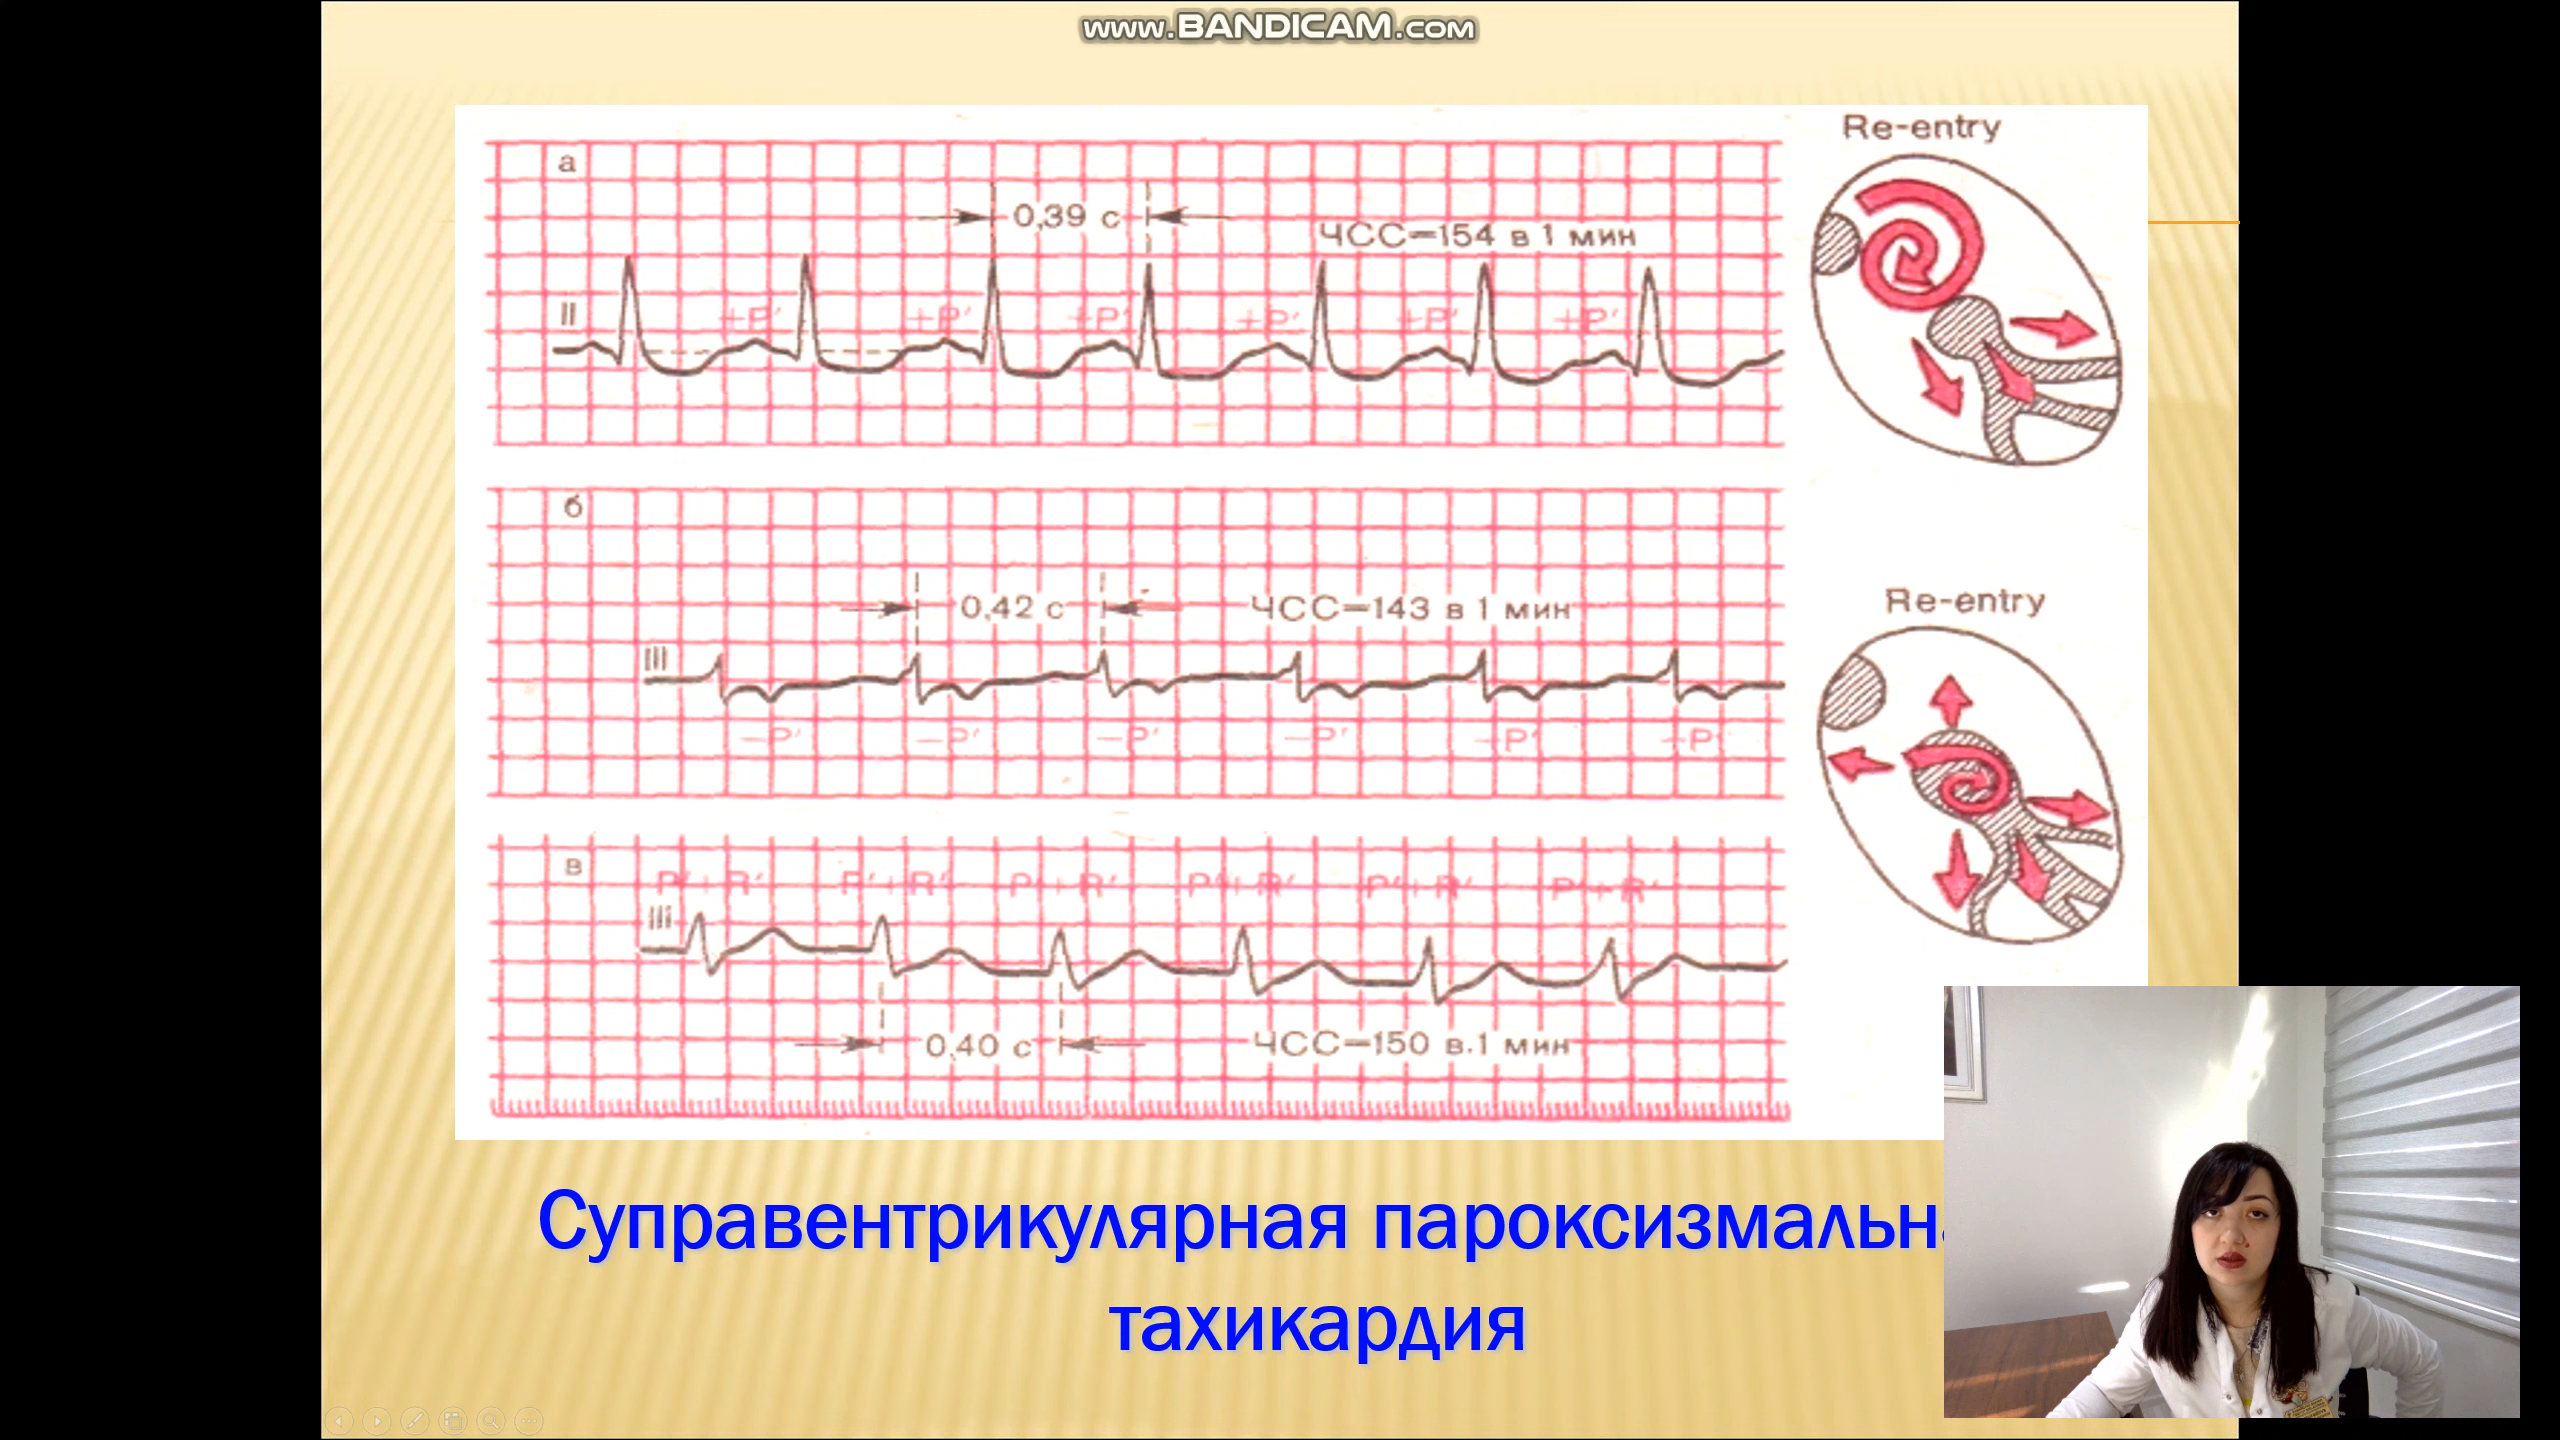 www.BANDICAM.com
Re-entry
а
0,39 с
ЧСС=154 в 1 мин
II
+P' +P' +P' +P' +P' +P'
б
0,42 с
ЧСС=143 в 1 мин
Re-entry
III
−P' −P' −P' −P' +P' +P'
в
P'+R' P'+R' P'+R' P'+R' P'+R' P'+R'
III
0,40 с
ЧСС=150 в.1 мин
Суправентрикулярная пароксизмальн
тахикардия